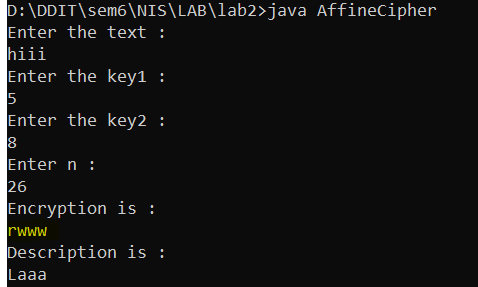 D:\DDIT\sem6\NIS\LAB\lab2>java AffineCipher
Enter the text :
hiii
Enter the key1 :
5
Enter the key2 :
8
Enter n :
26
Encryption is :
rwww
Description is :
Laaa